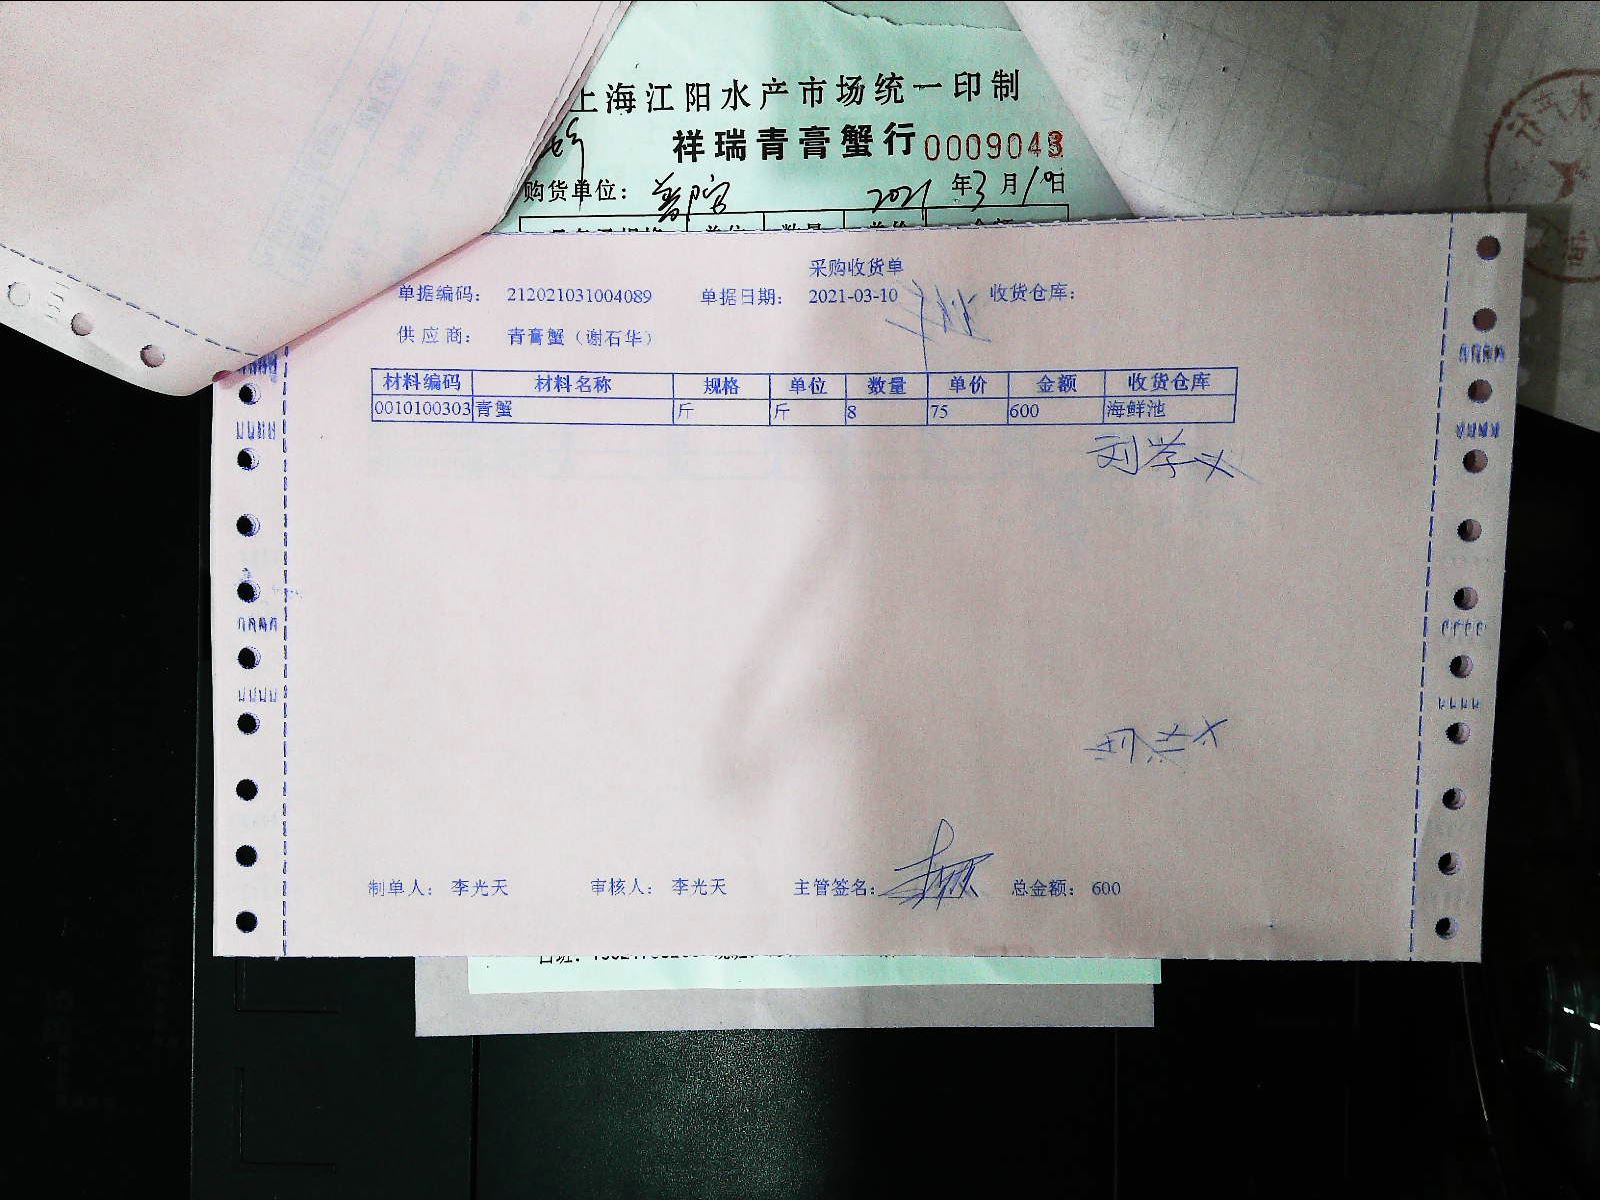 上海江阳水产市场统一印制
祥瑞青膏蟹行 0009048
购货单位： 2021 年 3 月 10 日
采购收货单
单据编码： 212021031004089 单据日期： 2021-03-10 收货仓库：
供应商： 青膏蟹（谢石华）
材料编码 材料名称 规格 单位 数量 单价 金额 收货仓库
0010100303 青蟹 斤 斤 8 75 600 海鲜池
刘学义
制单人： 李光天 审核人： 李光天 主管签名： 总金额： 600